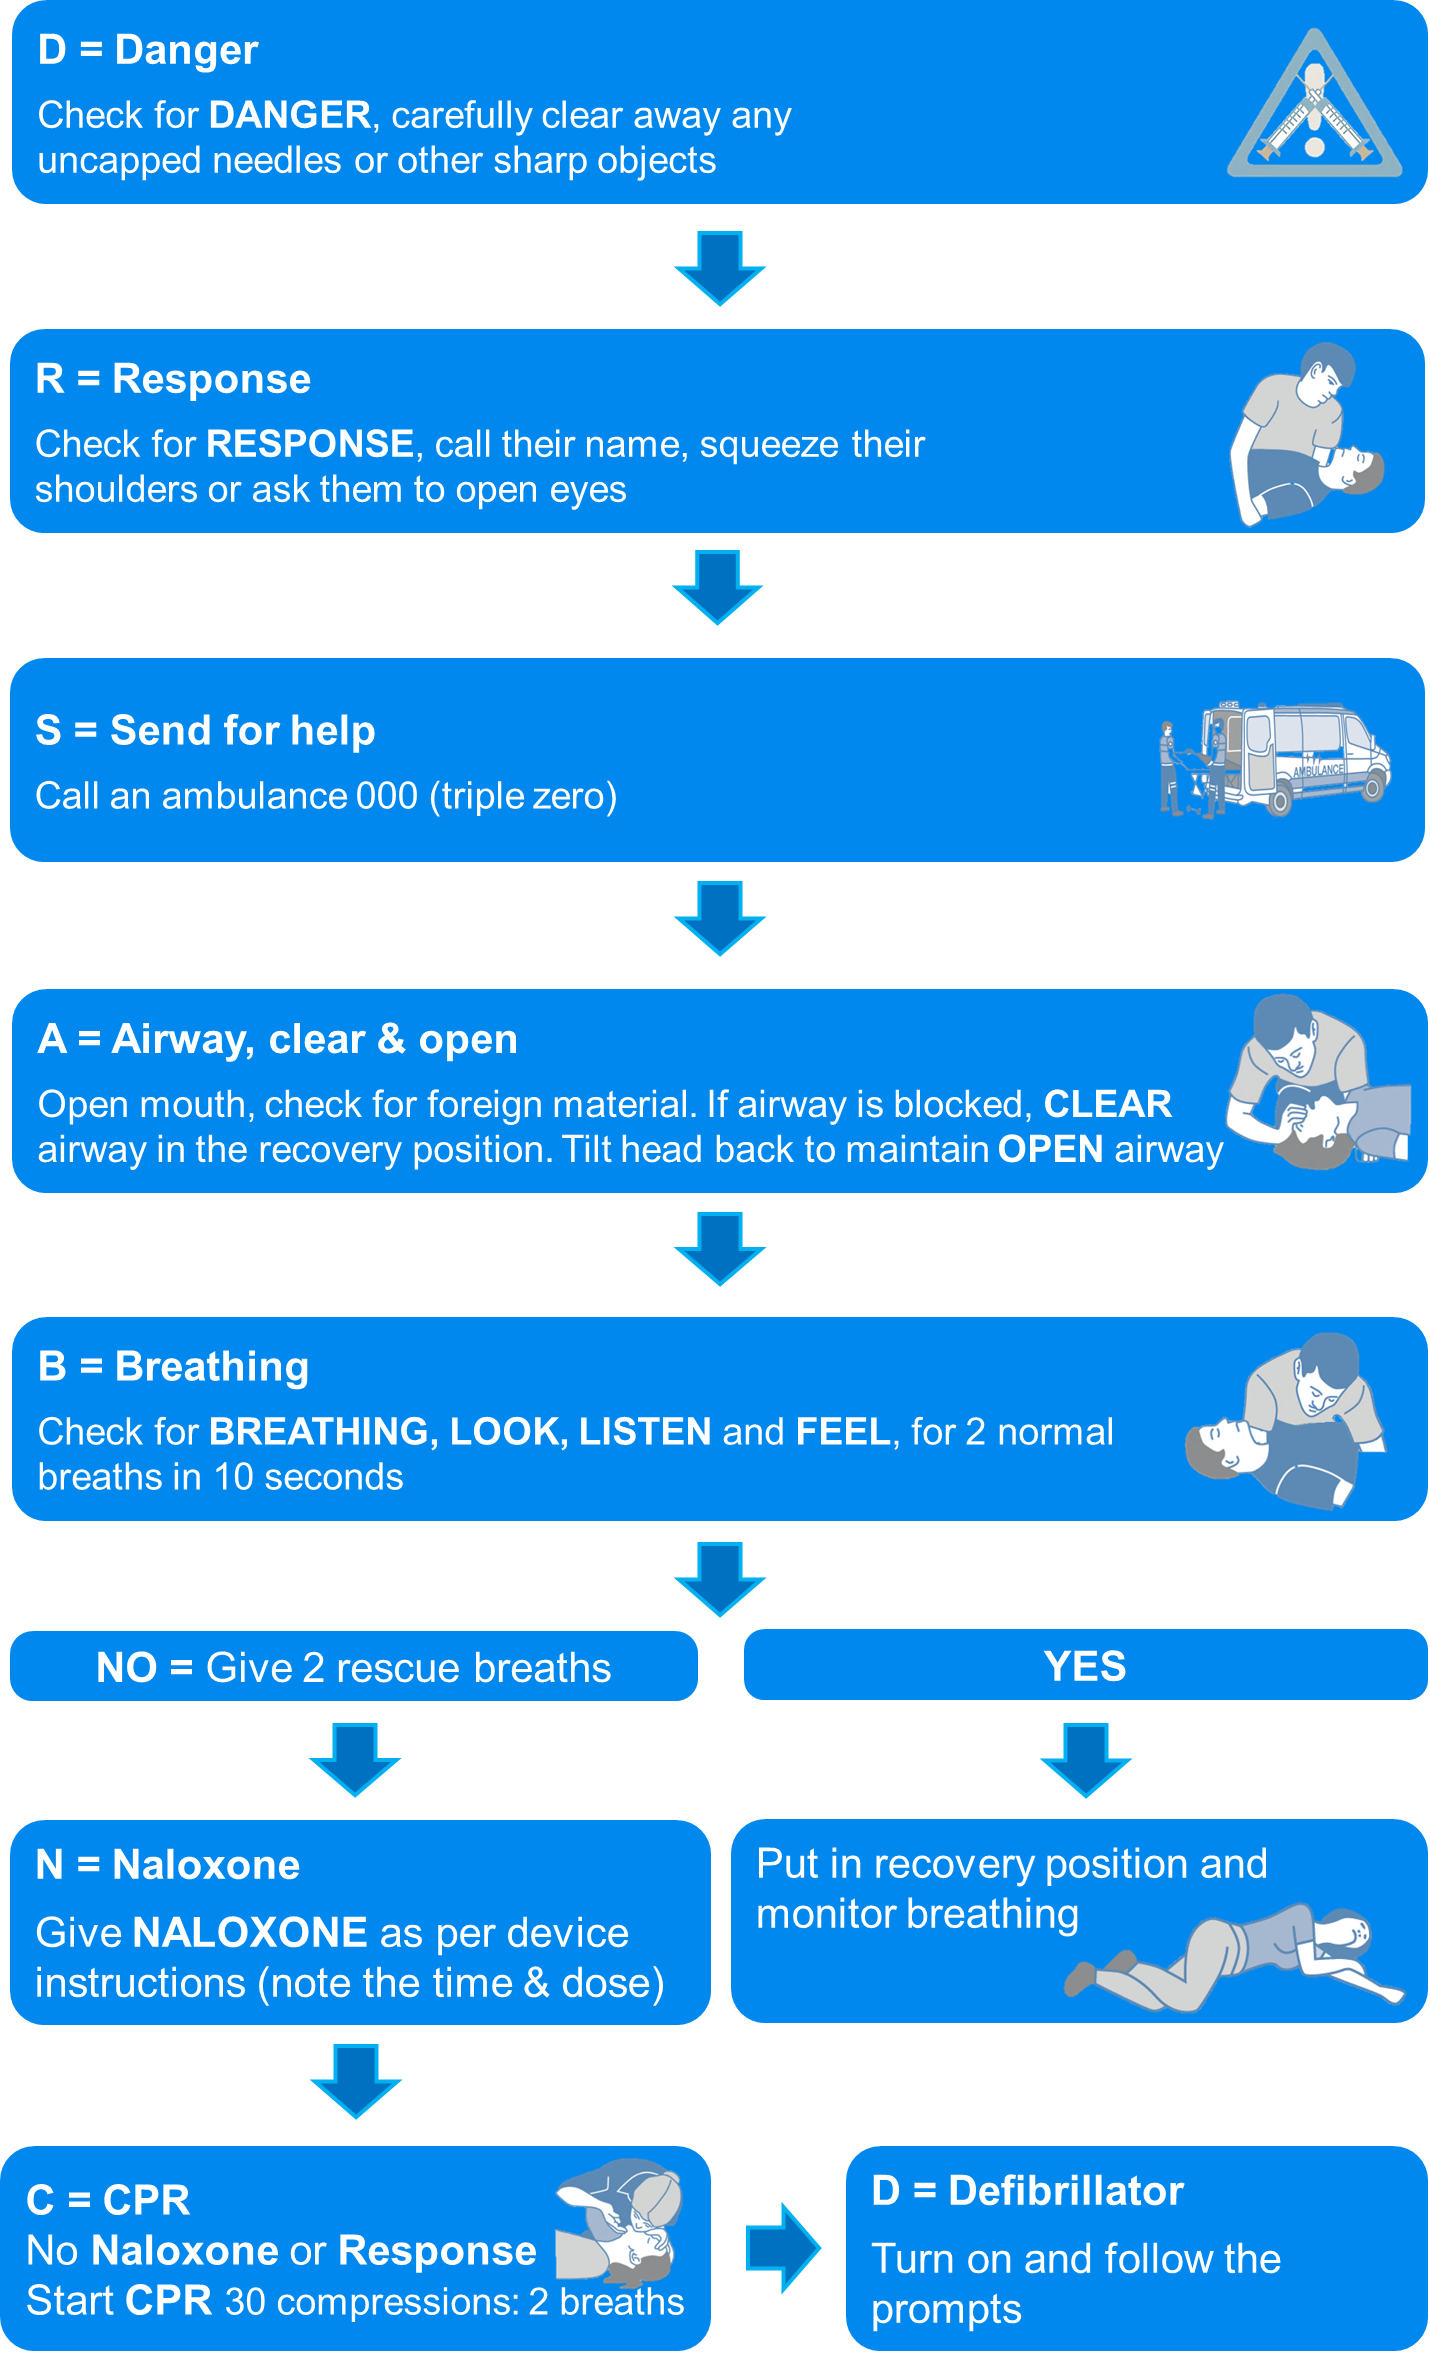 D = Danger
Check for DANGER, carefully clear away any
uncapped needles or other sharp objects
R = Response
Check for RESPONSE, call their name, squeeze their
shoulders or ask them to open eyes
S = Send for help
Call an ambulance 000 (triple zero)
AMBULANCE
A = Airway, clear & open
Open mouth, check for foreign material. If airway is blocked, CLEAR
airway in the recovery position. Tilt head back to maintain OPEN airway
B = Breathing
Check for BREATHING, LOOK, LISTEN and FEEL, for 2 normal
breaths in 10 seconds
NO = Give 2 rescue breaths
YES
N = Naloxone
Give NALOXONE as per device
instructions (note the time & dose)
Put in recovery position and
monitor breathing
C = CPR
No Naloxone or Response
Start CPR 30 compressions: 2 breaths
D = Defibrillator
Turn on and follow the
prompts